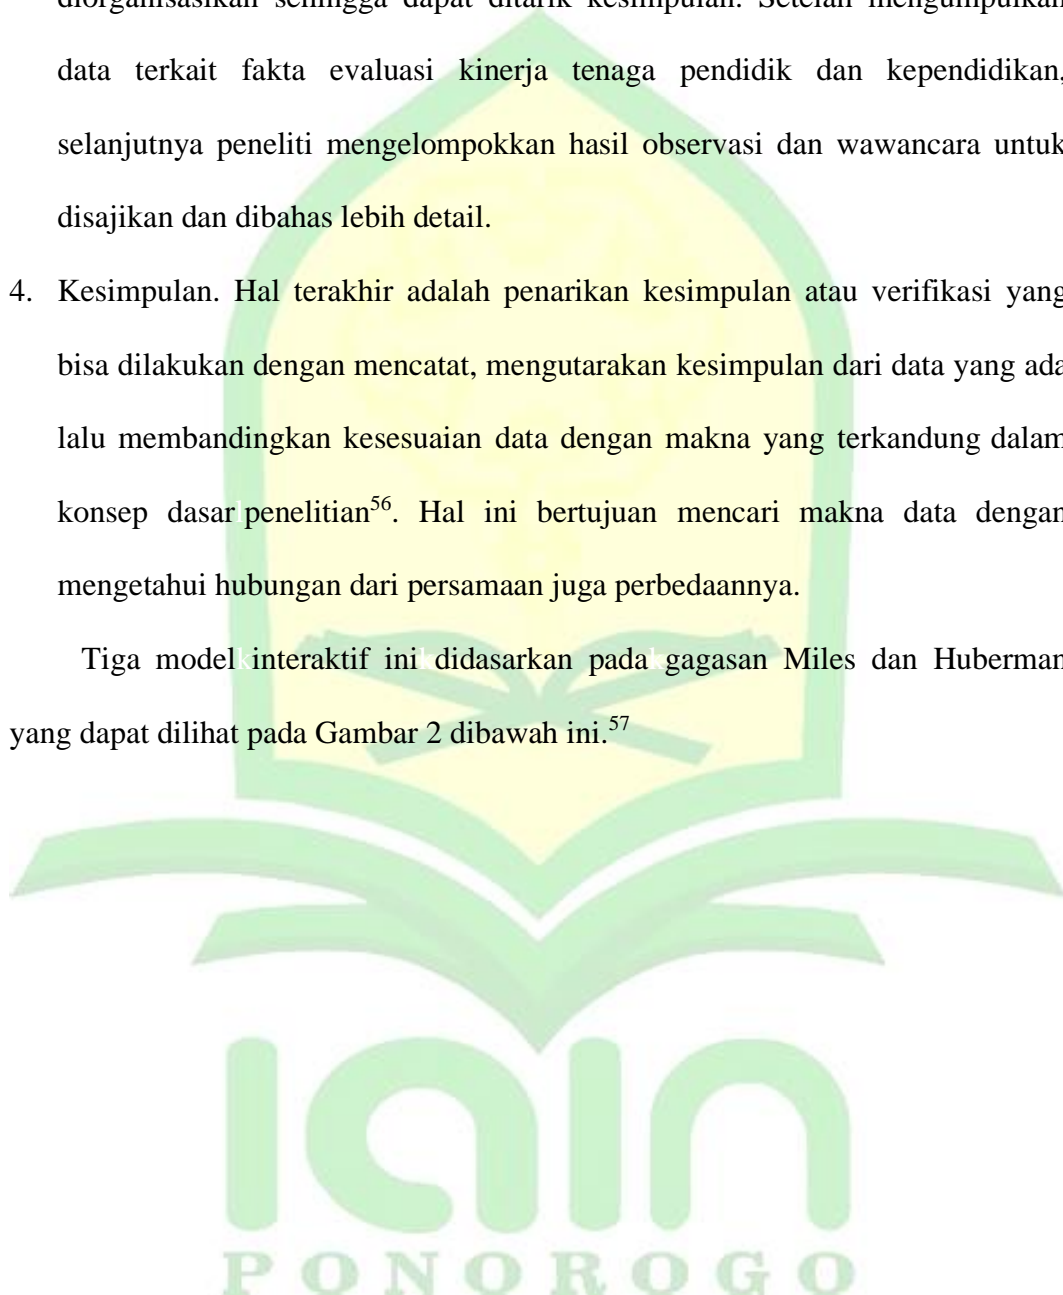 diorganisasikan sehingga dapat ditarik kesimpulan. Setelah mengumpulkan
data terkait fakta evaluasi kinerja tenaga pendidik dan kependidikan,
selanjutnya peneliti mengelompokkan hasil observasi dan wawancara untuk
disajikan dan dibahas lebih detail.
4. Kesimpulan. Hal terakhir adalah penarikan kesimpulan atau verifikasi yang
bisa dilakukan dengan mencatat, mengutarakan kesimpulan dari data yang ada
lalu membandingkan kesesuaian data dengan makna yang terkandung dalam
konsep dasar penelitian56. Hal ini bertujuan mencari makna data dengan
mengetahui hubungan dari persamaan juga perbedaannya.
Tiga model interaktif ini didasarkan pada gagasan Miles dan Huberman
yang dapat dilihat pada Gambar 2 dibawah ini.57
iain
PONOROGO